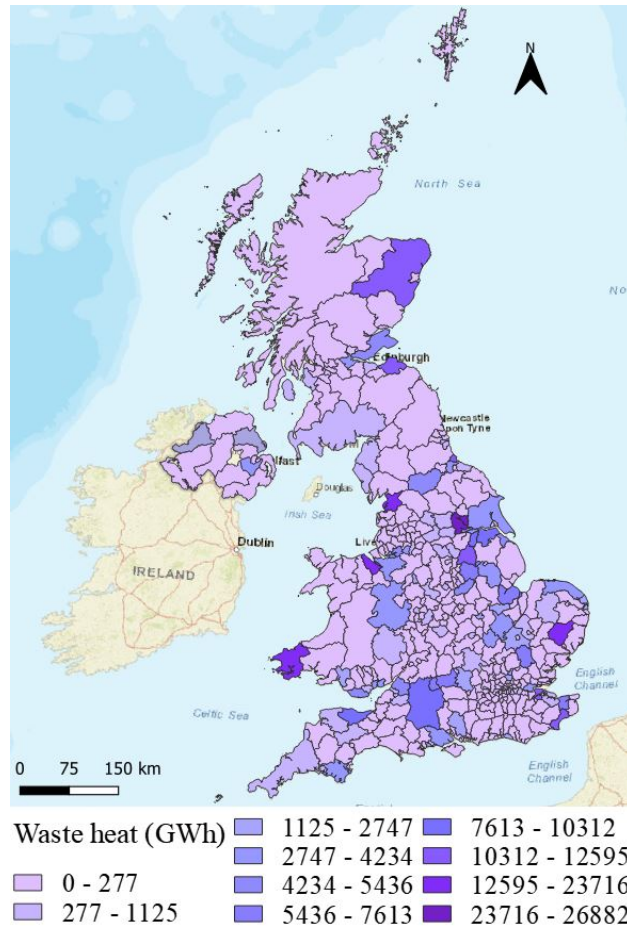 N
North Sea
No
Edinburgh
Newcastle
pon Tyne
Douglas
Irish Sea
Live
Dublin
IRELAND
Celtic Sea
English
Channel
English
Channel
0 75 150 km
Waste heat (GWh)
0 - 277
277 - 1125
1125 - 2747
2747 - 4234
4234 - 5436
5436 - 7613
7613 - 10312
10312 - 12595
12595 - 23716
23716 - 26882